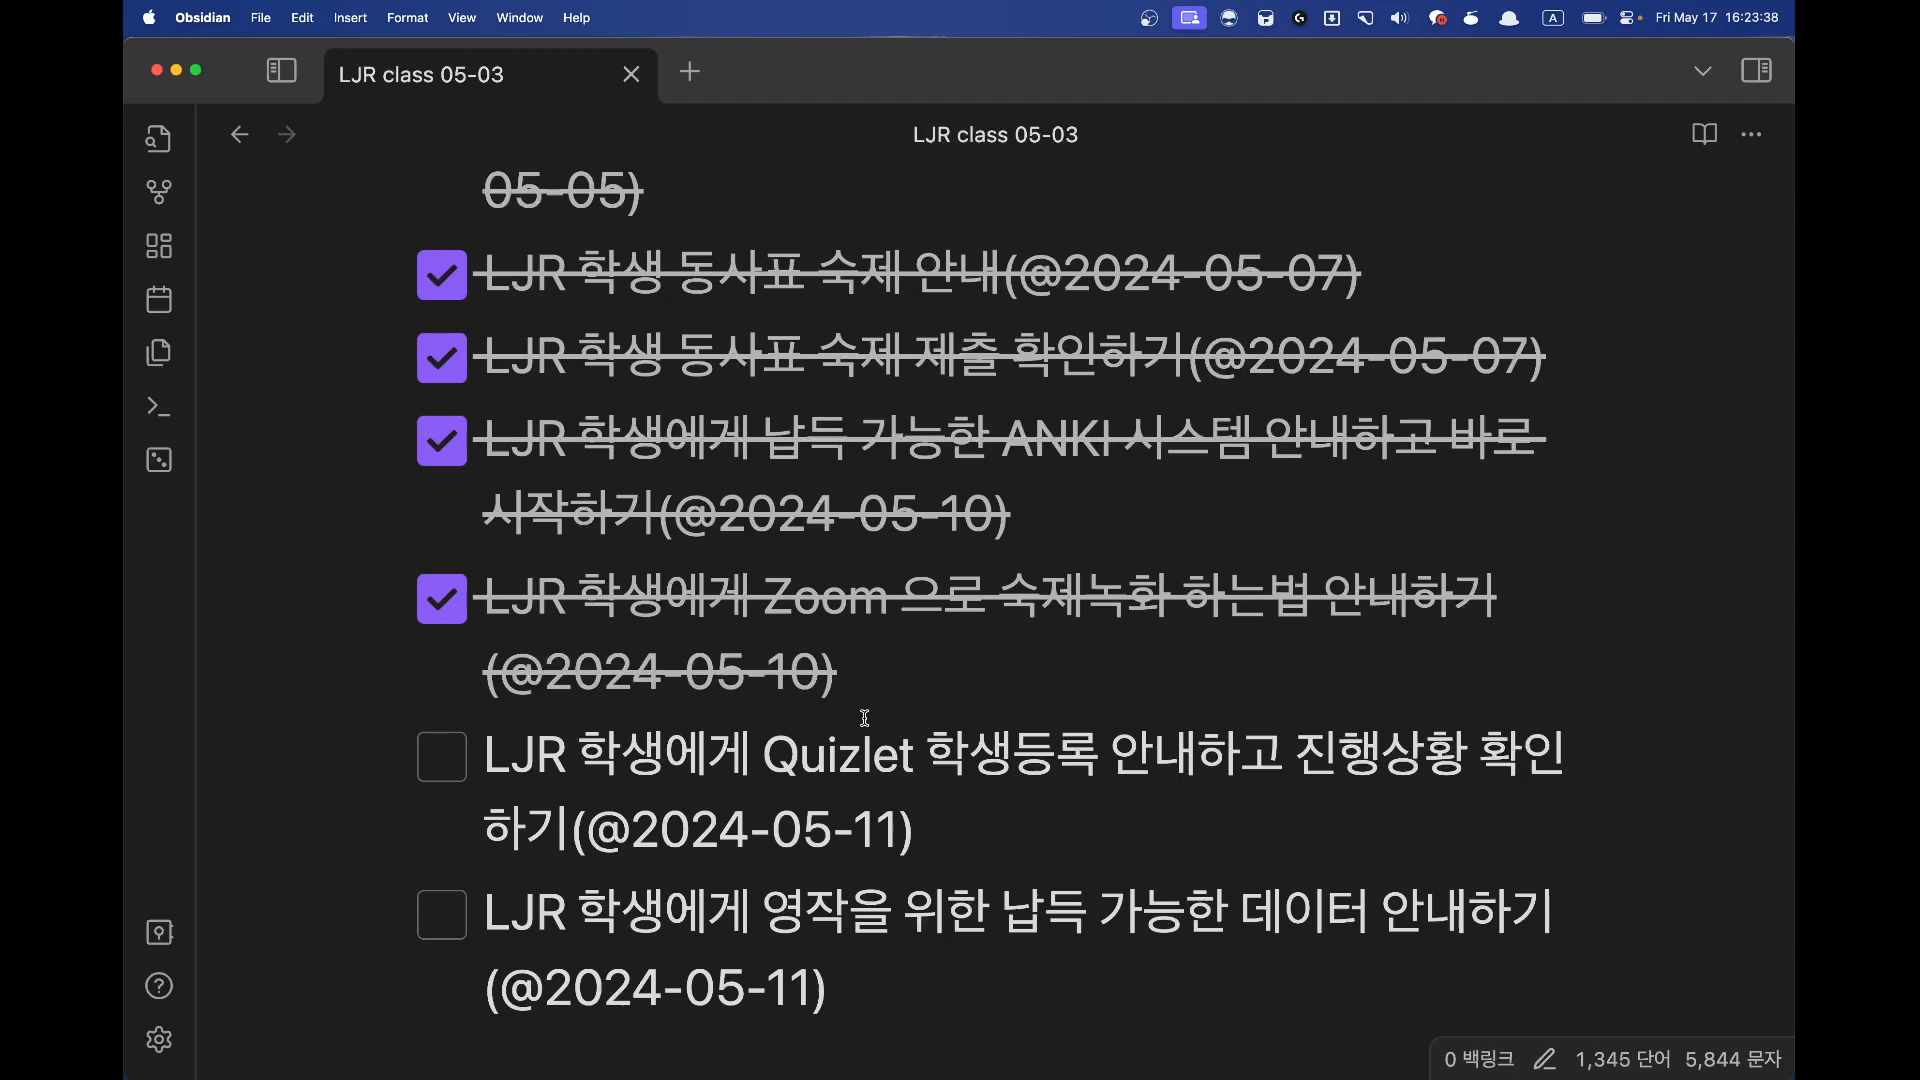 Obsidian File Edit Insert Format View Window Help
A Fri May 17 16:23:38
LJR class 05-03
LJR class 05-03
05-05)
LJR 학생 동사표 숙제 안내(@2024-05-07)
LJR 학생 동사표 숙제 제출 확인하기(@2024-05-07)
LJR 학생에게 납득 가능한 ANKI 시스템 안내하고 바로
시작하기(@2024-05-10)
LJR 학생에게 Zoom 으로 숙제녹화 하는법 안내하기
(@2024-05-10)
LJR 학생에게 Quizlet 학생등록 안내하고 진행상황 확인
하기(@2024-05-11)
LJR 학생에게 영작을 위한 납득 가능한 데이터 안내하기
(@2024-05-11)
0 백링크 1,345 단어 5,844 문자